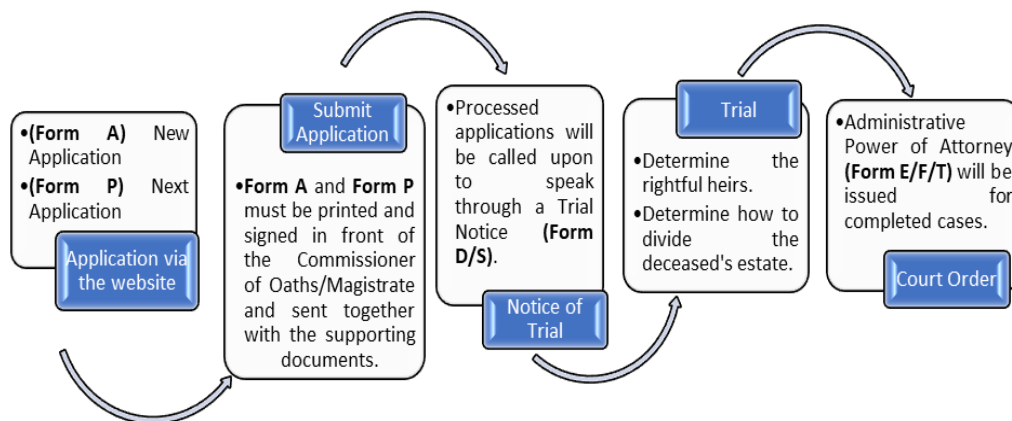 •(Form A) New
Application
•(Form P) Next
Application
Application via
the website
Submit
Application
•Form A and Form P
must be printed and
signed in front of
the Commissioner
of Oaths/Magistrate
and sent together
with the supporting
documents.
•Processed
applications will
be called upon
to speak
through a Trial
Notice (Form
D/S).
Notice of
Trial
Trial
•Determine the
rightful heirs.
•Determine how to
divide the
deceased's estate.
•Administrative
Power of Attorney
(Form E/F/T) will be
issued for
completed cases.
Court Order